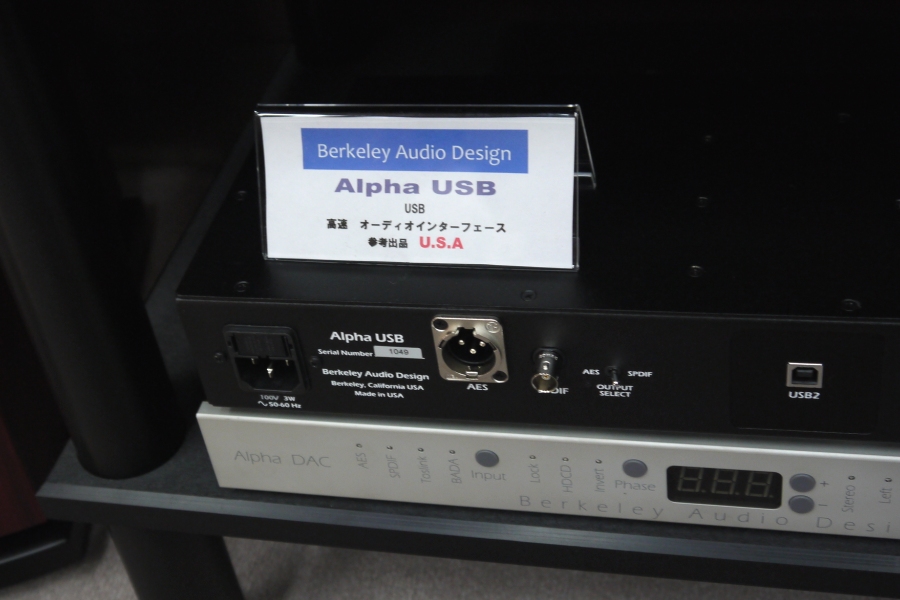 Berkeley Audio Design
Alpha USB
USB
高速 オーディオインターフェース
参考出品 U.S.A
Alpha USB
Serial Number 1049
Berkeley Audio Design
Berkeley, California USA
Made in USA
100V 3W
50-60 Hz
AES
SPDIF
AES SPDIF
OUTPUT
SELECT
USB2
Alpha DAC
AES
SPDIF
Toslink
BADA
Input
Lock
HDCD
Invert
Phase
+
-
Stereo
Left
Berkeley Audio Desi